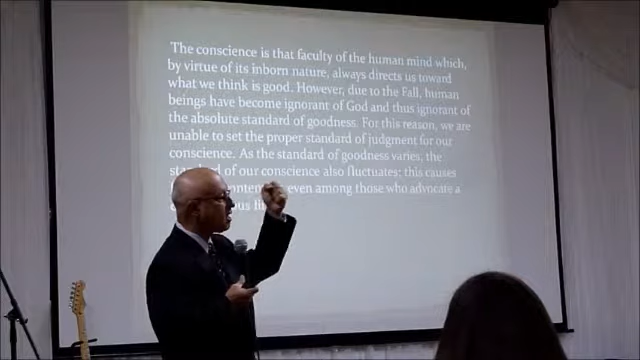 The conscience is that faculty of the human mind which,
by virtue of its inborn nature, always directs us toward
what we think is good. However, due to the Fall, human
beings have become ignorant of God and thus ignorant of
the absolute standard of goodness. For this reason, we are
unable to set the proper standard of judgment for our
conscience. As the standard of goodness varies, the
standard of our conscience also fluctuates: this causes
even among those who advocate a